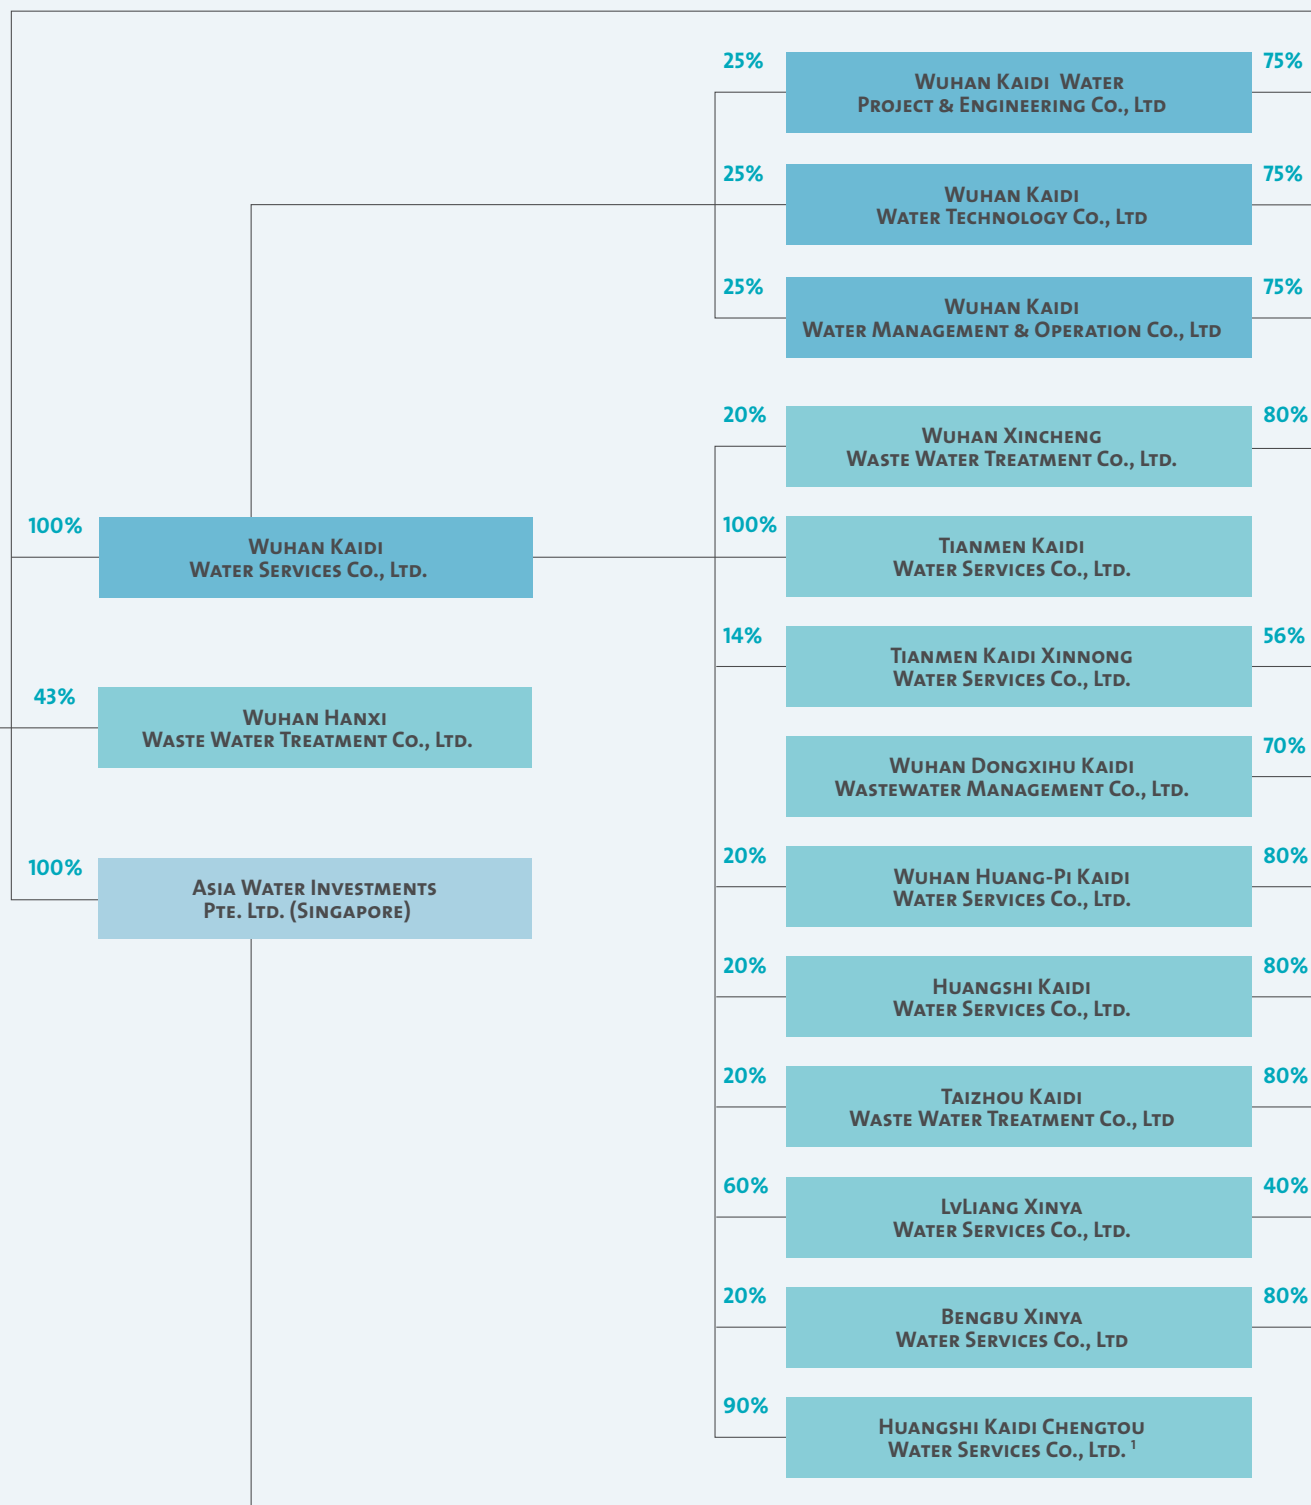 25%
Wuhan Kaidi Water
Project & Engineering Co., Ltd
75%
25%
Wuhan Kaidi
Water Technology Co., Ltd
75%
25%
Wuhan Kaidi
Water Management & Operation Co., Ltd
75%
20%
Wuhan Xincheng
Waste Water Treatment Co., Ltd.
80%
100%
Wuhan Kaidi
Water Services Co., Ltd.
100%
Tianmen Kaidi
Water Services Co., Ltd.
14%
Tianmen Kaidi Xinnong
Water Services Co., Ltd.
56%
43%
Wuhan Hanxi
Waste Water Treatment Co., Ltd.
Wuhan Dongxihu Kaidi
Wastewater Management Co., Ltd.
70%
100%
Asia Water Investments
Pte. Ltd. (Singapore)
20%
Wuhan Huang-Pi Kaidi
Water Services Co., Ltd.
80%
20%
Huangshi Kaidi
Water Services Co., Ltd.
80%
20%
Taizhou Kaidi
Waste Water Treatment Co., Ltd
80%
60%
LvLiang Xinya
Water Services Co., Ltd.
40%
20%
Bengbu Xinya
Water Services Co., Ltd
80%
90%
Huangshi Kaidi Chengtou
Water Services Co., Ltd. 1